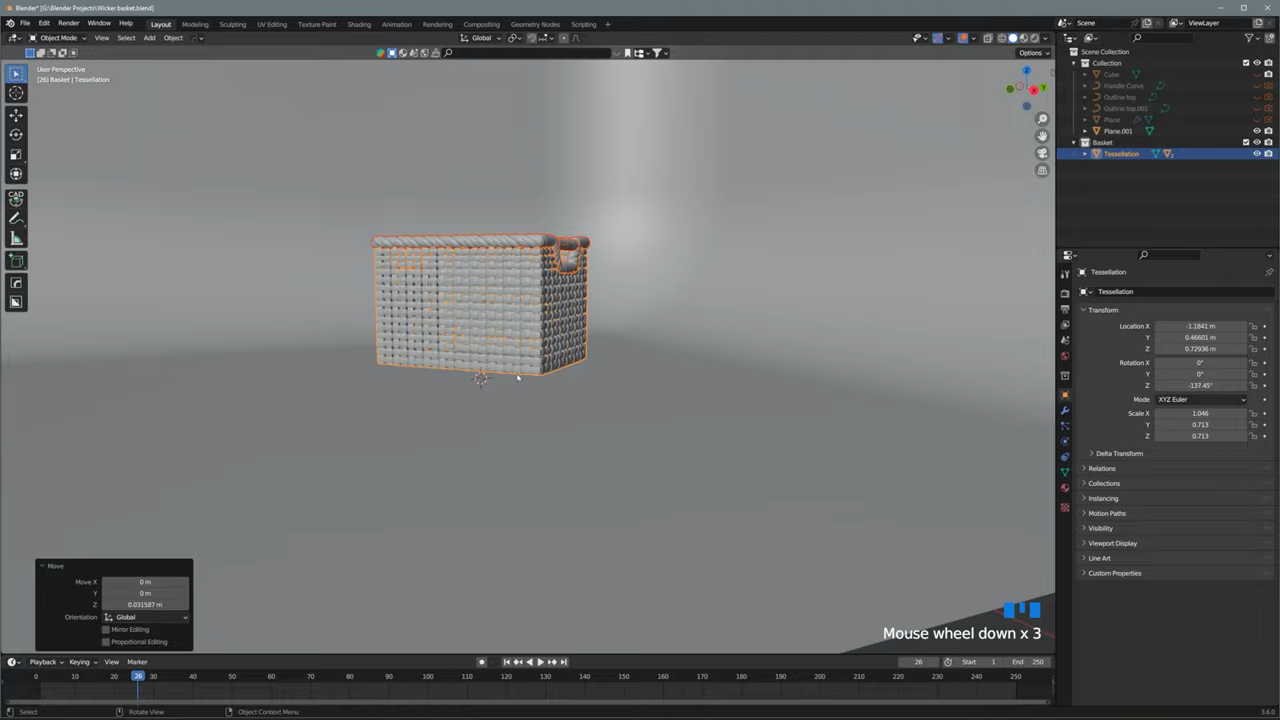 Blender* [G:\Blender Projects\Wicker basket.blend]
File Edit Render Window Help Layout Modeling Sculpting UV Editing Texture Paint Shading Animation Rendering Compositing Geometry Nodes Scripting + Scene ViewLayer
Object Mode View Select Add Object Global
Options
User Perspective
(26) Basket | Tessellation
Scene Collection
Collection
Cube
Handle Curve
Outline top
Outline top.001
Plane
Plane.001
Basket
Tessellation
2
CAD
Z
Y
X
Tessellation
Tessellation
Transform
Location X -1.1841 m
Y 0.46601 m
Z 0.72936 m
Rotation X 0°
Y 0°
Z -137.45°
Mode XYZ Euler
Scale X 1.046
Y 0.713
Z 0.713
Delta Transform
Relations
Collections
Instancing
Motion Paths
Visibility
Viewport Display
Line Art
Custom Properties
Move
Move X 0 m
Y 0 m
Z 0.031587 m
Orientation Global
Mirror Editing
Proportional Editing
Mouse wheel down x 3
Playback Keying View Marker 26 Start 1 End 250
0 10 20 26 30 40 50 60 70 80 90 100 110 120 130 140 150 160 170 180 190 200 210 220 230 240 250
Select Rotate View Object Context Menu 3.6.0